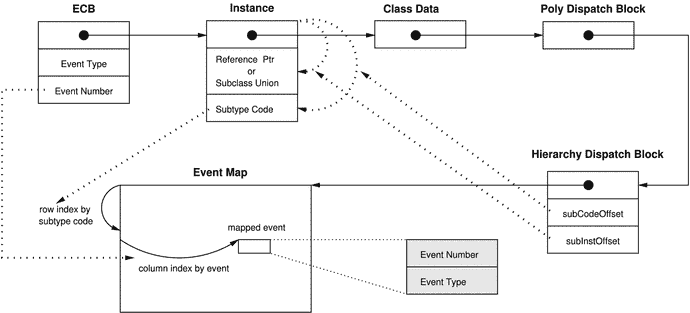 ECB
Instance
Class Data
Poly Dispatch Block
Event Type
Event Number
Reference Ptr
or
Subclass Union
Subtype Code
Hierarchy Dispatch Block
subCodeOffset
subInstOffset
Event Map
row index by
subtype code
mapped event
column index by event
Event Number
Event Type